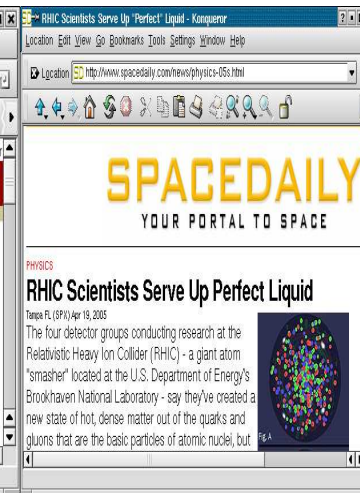 RHIC Scientists Serve Up "Perfect" Liquid - Konqueror
Location Edit View Go Bookmarks Tools Settings Window Help
Location http://www.spacedaily.com/news/physics-05s.html
SPACEDAILY
YOUR PORTAL TO SPACE
PHYSICS
RHIC Scientists Serve Up Perfect Liquid
Tampa FL (SPX) Apr 19, 2005
The four detector groups conducting research at the
Relativistic Heavy Ion Collider (RHIC) - a giant atom
"smasher" located at the U.S. Department of Energy's
Brookhaven National Laboratory - say they've created a
new state of hot, dense matter out of the quarks and
gluons that are the basic particles of atomic nuclei, but
Fig. A